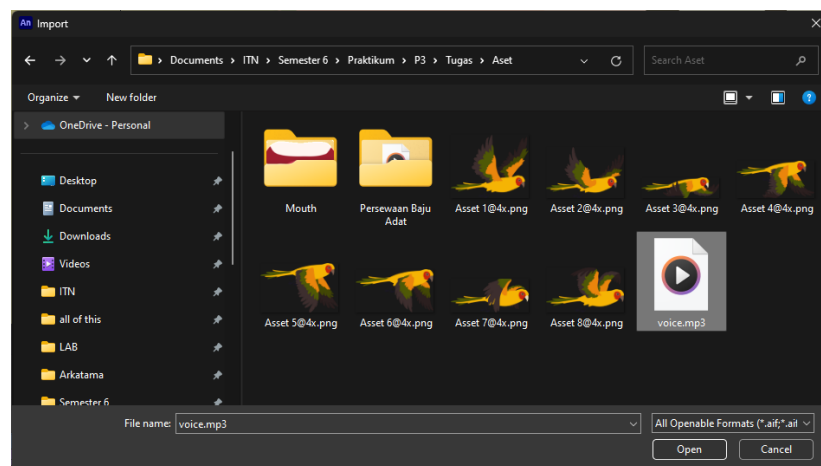 An Import
Documents > ITN > Semester 6 > Praktikum > P3 > Tugas > Aset
Search Aset
Organize
New folder
OneDrive - Personal
Desktop
Documents
Downloads
Videos
ITN
all of this
LAB
Arkatama
Semester 6
Mouth
Persewaan Baju
Adat
Asset 1@4x.png
Asset 2@4x.png
Asset 3@4x.png
Asset 4@4x.png
Asset 5@4x.png
Asset 6@4x.png
Asset 7@4x.png
Asset 8@4x.png
voice.mp3
File name: voice.mp3
All Openable Formats (*.aif;*.aif
Open
Cancel